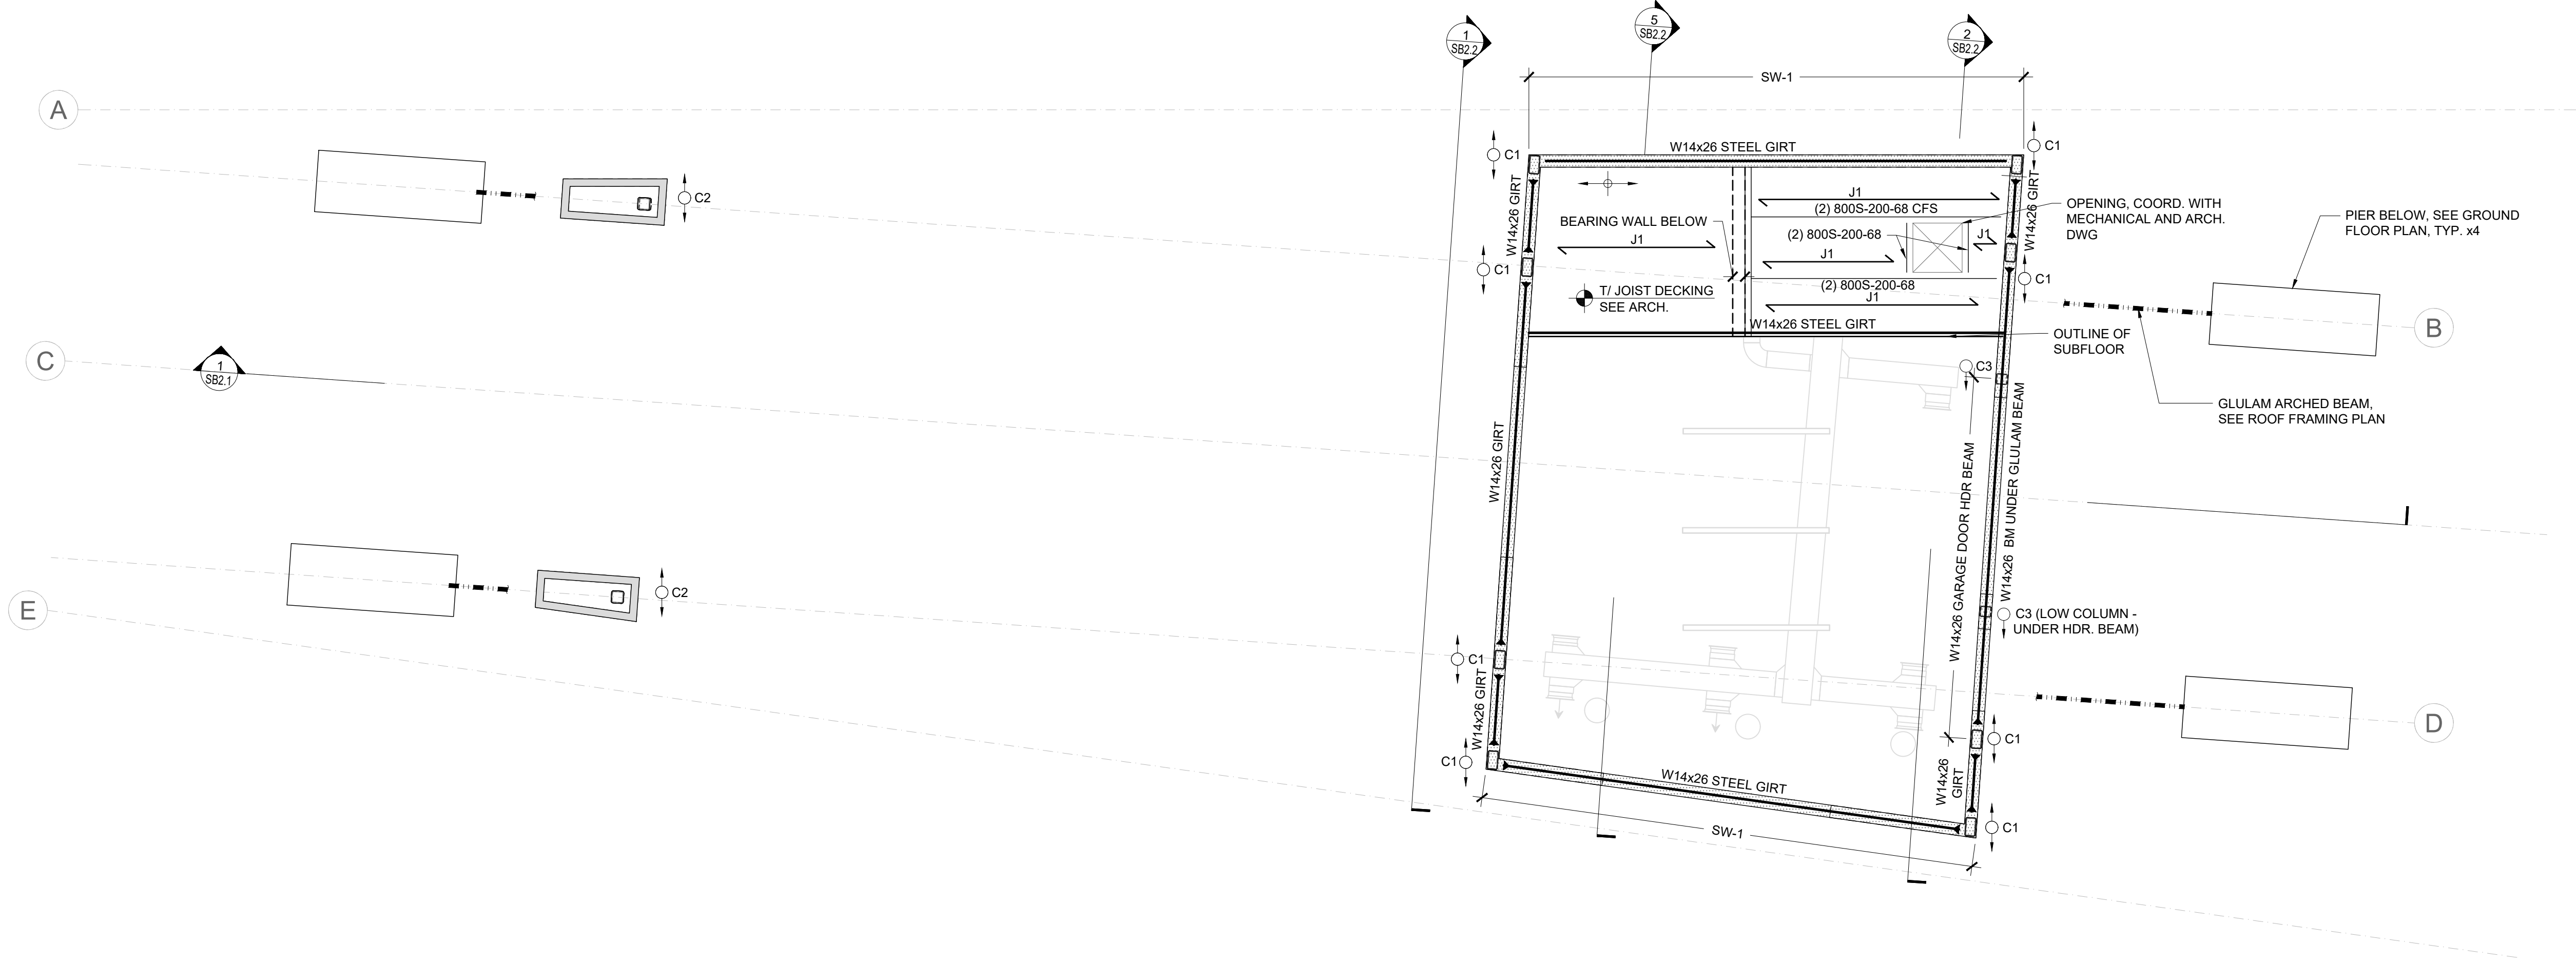 1
SB2.2
5
SB2.2
2
SB2.2
SW-1
A
C1
W14x26 STEEL GIRT
C1
C2
W14x26 GIRT
J1
(2) 800S-200-68 CFS
W14x26 GIRT
OPENING, COORD. WITH
MECHANICAL AND ARCH.
DWG
PIER BELOW, SEE GROUND
FLOOR PLAN, TYP. x4
BEARING WALL BELOW
(2) 800S-200-68
J1
J1
J1
C1
C1
(2) 800S-200-68
J1
T/ JOIST DECKING
SEE ARCH.
W14x26 STEEL GIRT
OUTLINE OF
SUBFLOOR
B
C
1
SB2.1
C3
GLULAM ARCHED BEAM,
SEE ROOF FRAMING PLAN
W14x26 GIRT
W14x26 GARAGE DOOR HDR BEAM
W14x26 BM UNDER GLULAM BEAM
C2
E
C3 (LOW COLUMN -
UNDER HDR. BEAM)
C1
W14x26 GIRT
D
C1
C1
W14x26 STEEL GIRT
W14x26
GIRT
SW-1
C1